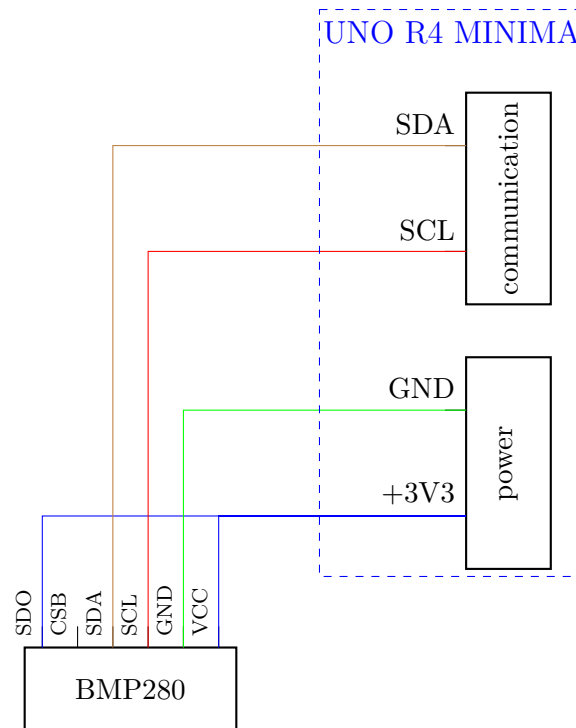 UNO R4 MINIMA
SDA
communication
SCL
GND
power
+3V3
SDO
CSB
SDA
SCL
GND
VCC
BMP280